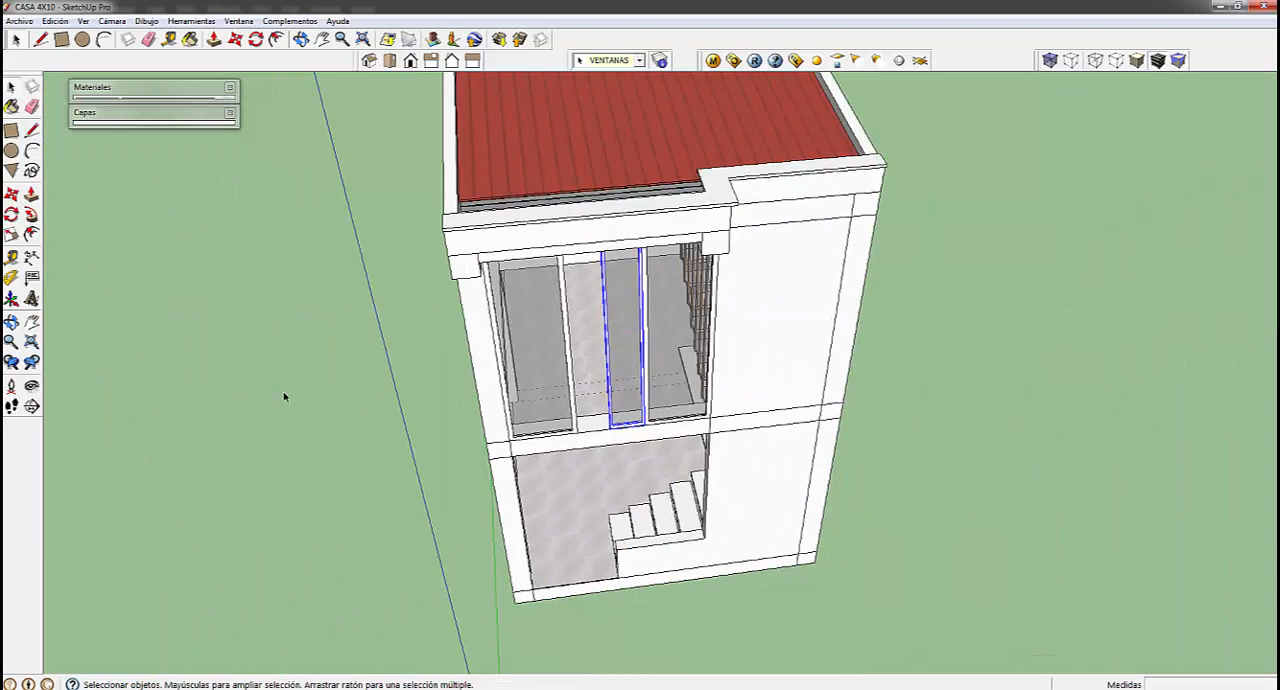 CASA 4X10 - SketchUp Pro
Archivo Edición Ver Cámara Dibujo Herramientas Ventana Complementos Ayuda
VENTANAS
Materiales
Capas
Seleccionar objetos. Mayúsculas para ampliar selección. Arrastrar ratón para una selección múltiple.
Medidas